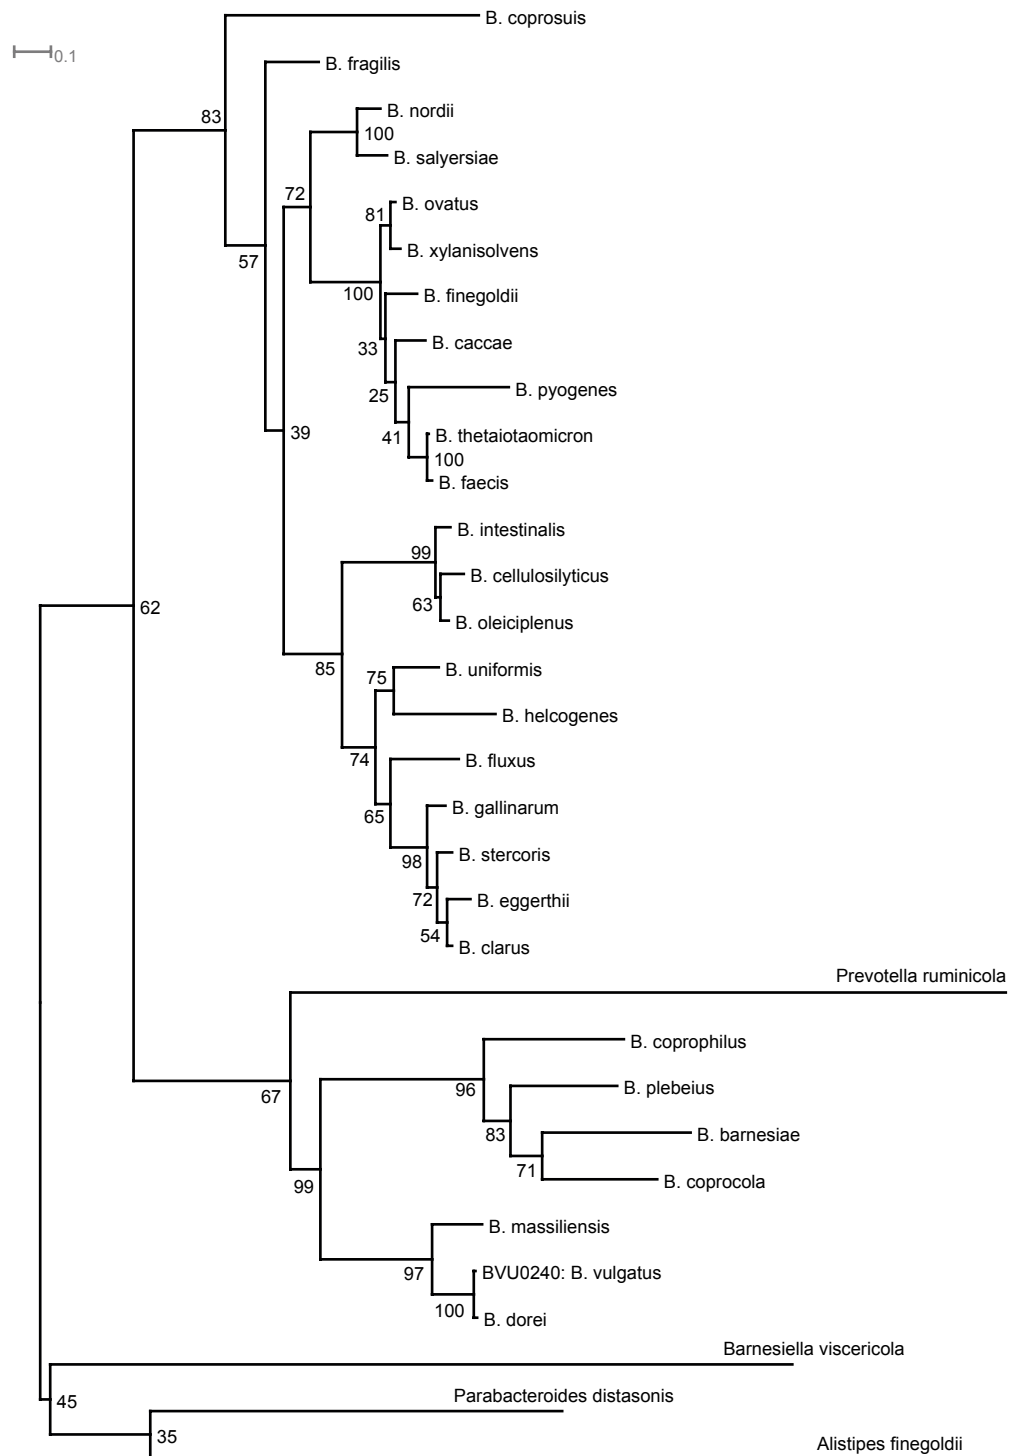 B. coprosuis
0.1
B. fragilis
B. nordii
83
100
B. salyersiae
72
B. ovatus
81
B. xylanisolvens
57
100
B. finegoldii
B. caccae
33
B. pyogenes
25
39
41
B. thetaiotaomicron
100
B. faecis
B. intestinalis
99
B. cellulosilyticus
63
62
B. oleiciplenus
85
B. uniformis
75
B. helcogenes
74
B. fluxus
B. gallinarum
65
B. stercoris
98
72
B. eggerthii
54
B. clarus
Prevotella ruminicola
B. coprophilus
67
96
B. plebeius
83
B. barnesiae
71
B. coprocola
99
B. massiliensis
97
BVU0240: B. vulgatus
100
B. dorei
Barnesiella viscericola
45
Parabacteroides distasonis
35
Alistipes finegoldii